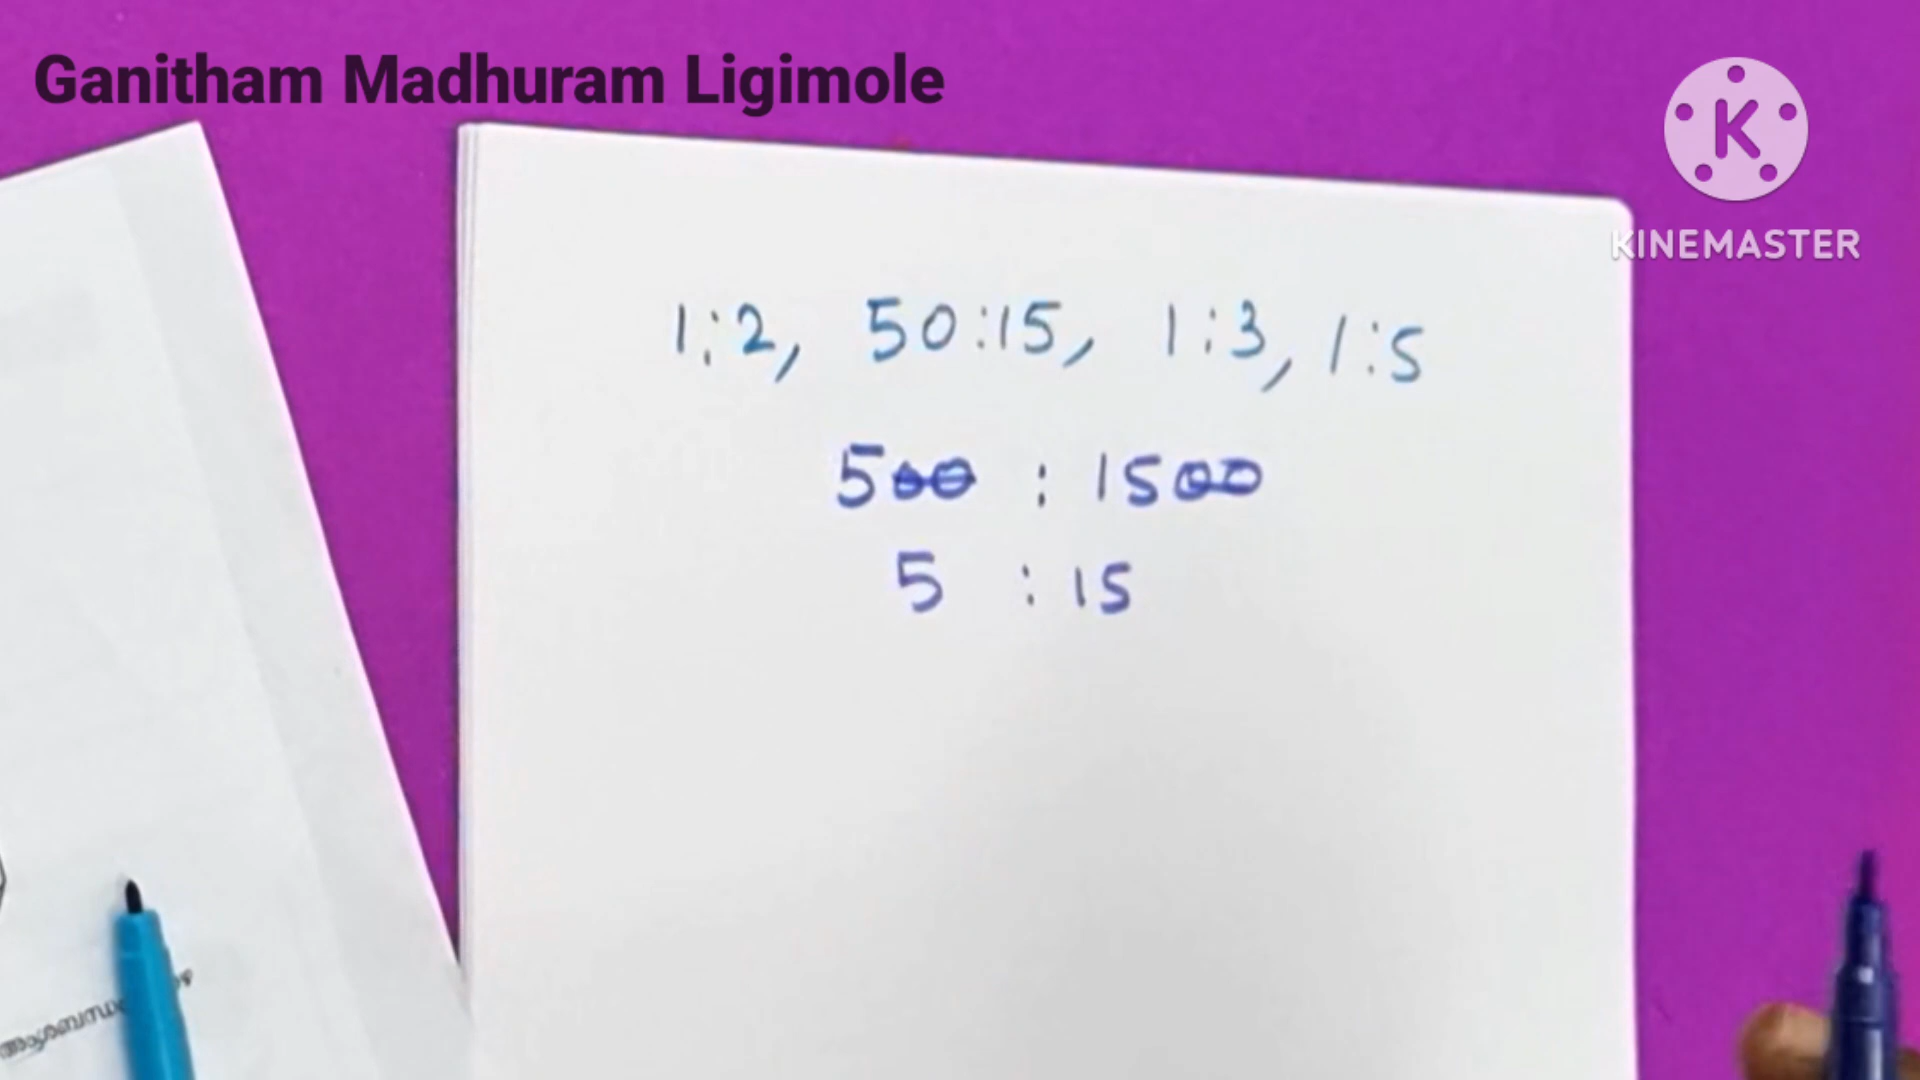 Ganitham Madhuram Ligimole
K
KINEMASTER
1:2, 50:15, 1:3, 1:5
500 : 1500
5 : 15